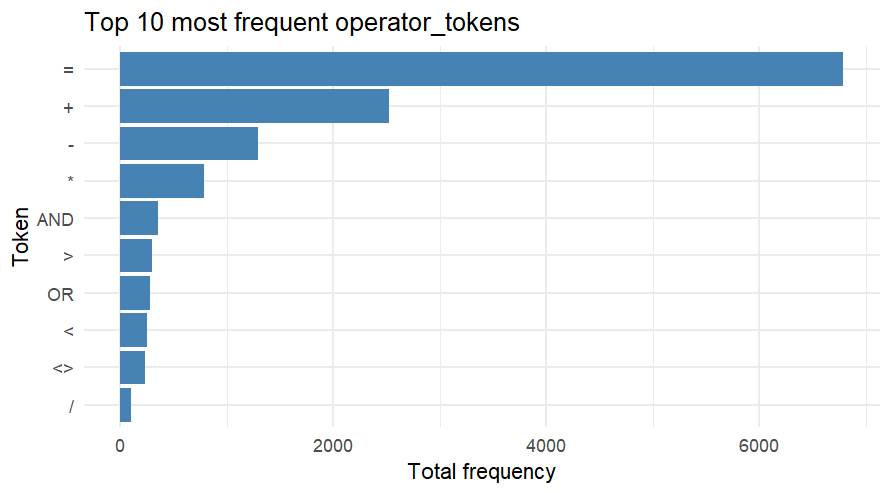 Top 10 most frequent operator_tokens
=
+
-
*
AND
>
OR
<
<>
/
Token
0 2000 4000 6000
Total frequency